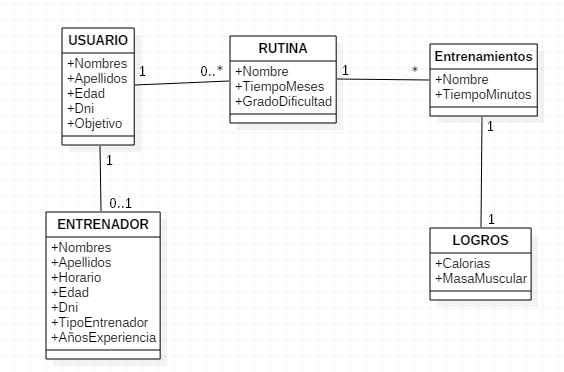 USUARIO
+Nombres
+Apellidos
+Edad
+Dni
+Objetivo
1
0..*
RUTINA
+Nombre
+TiempoMeses
+GradoDificultad
1
*
Entrenamientos
+Nombre
+TiempoMinutos
1
0..1
ENTRENADOR
+Nombres
+Apellidos
+Horario
+Edad
+Dni
+TipoEntrenador
+AñosExperiencia
1
1
LOGROS
+Calorias
+MasaMuscular